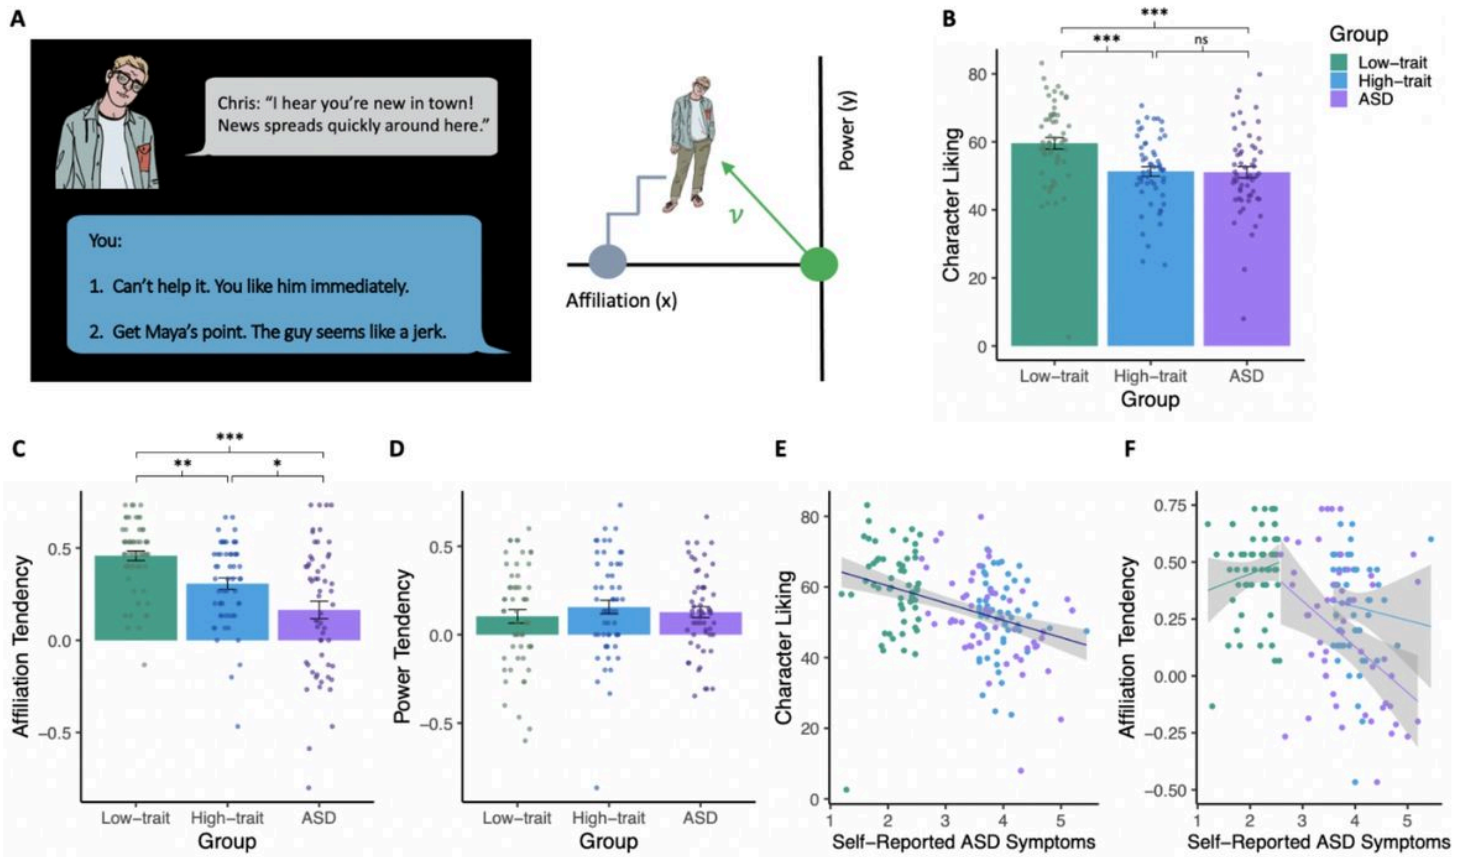 A
Chris: “I hear you’re new in town!
News spreads quickly around here.”
You:
1. Can’t help it. You like him immediately.
2. Get Maya’s point. The guy seems like a jerk.
Power (y)
ν
Affiliation (x)
B
***
***
ns
Character Liking
80
60
40
20
0
Low−trait
High−trait
ASD
Group
Group
Low−trait
High−trait
ASD
C
***
**
*
Affiliation Tendency
0.5
0.0
−0.5
Low−trait
High−trait
ASD
Group
D
Power Tendency
0.5
0.0
−0.5
Low−trait
High−trait
ASD
Group
E
Character Liking
80
60
40
20
0
1 2 3 4 5
Self−Reported ASD Symptoms
F
Affiliation Tendency
0.75
0.50
0.25
0.00
−0.25
−0.50
1 2 3 4 5
Self−Reported ASD Symptoms